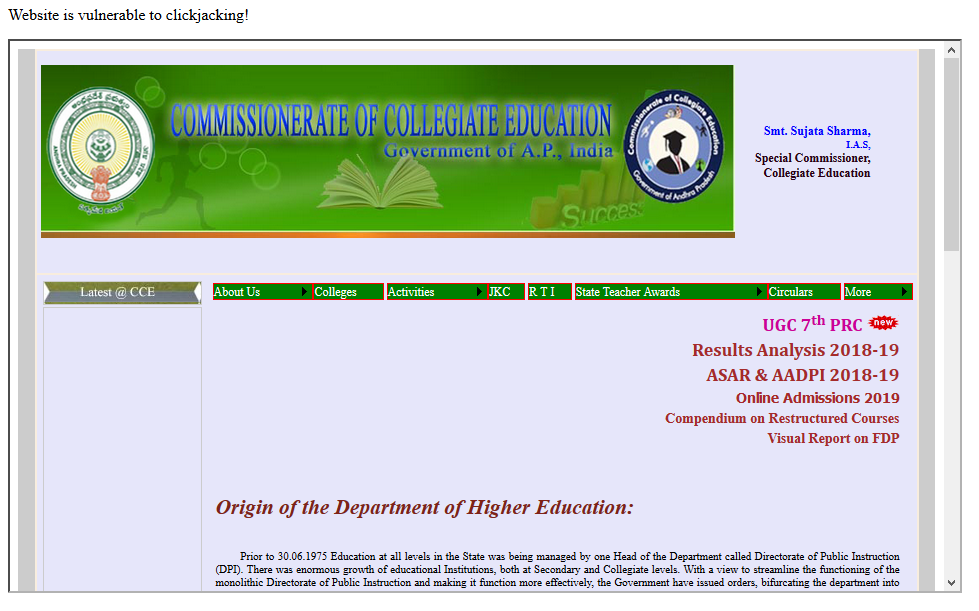 Website is vulnerable to clickjacking!
COMMISSIONERATE OF COLLEGIATE EDUCATION
Government of A.P., India
Commissionerate of Collegiate Education
Government of Andhra Pradesh
Success
Smt. Sujata Sharma,
I.A.S,
Special Commissioner,
Collegiate Education
Latest @ CCE
About Us
Colleges
Activities
JKC
R T I
State Teacher Awards
Circulars
More
UGC 7th PRC new
Results Analysis 2018-19
ASAR & AADPI 2018-19
Online Admissions 2019
Compendium on Restructured Courses
Visual Report on FDP
Origin of the Department of Higher Education:
Prior to 30.06.1975 Education at all levels in the State was being managed by one Head of the Department called Directorate of Public Instruction
(DPI). There was enormous growth of educational Institutions, both at Secondary and Collegiate levels. With a view to streamline the functioning of the
monolithic Directorate of Public Instruction and making it function more effectively, the Government have issued orders, bifurcating the department into